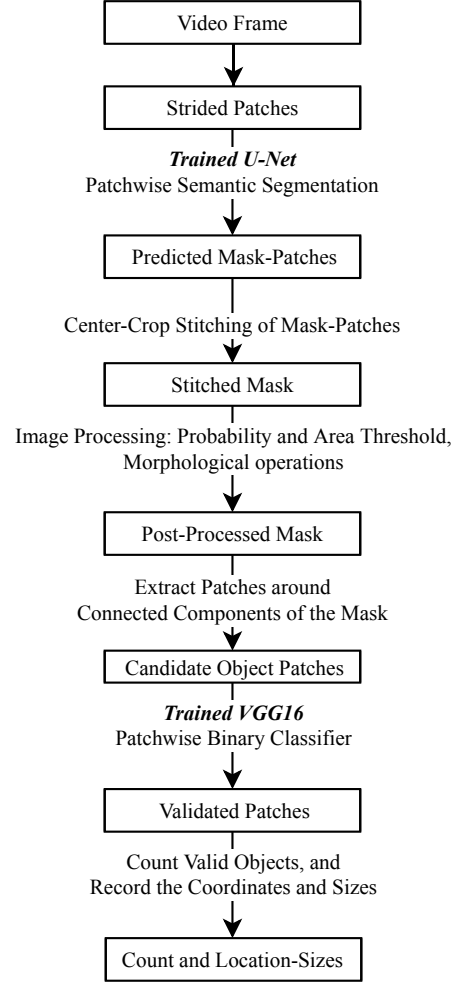 Video Frame
Strided Patches
Trained U-Net
Patchwise Semantic Segmentation
Predicted Mask-Patches
Center-Crop Stitching of Mask-Patches
Stitched Mask
Image Processing: Probability and Area Threshold,
Morphological operations
Post-Processed Mask
Extract Patches around
Connected Components of the Mask
Candidate Object Patches
Trained VGG16
Patchwise Binary Classifier
Validated Patches
Count Valid Objects, and
Record the Coordinates and Sizes
Count and Location-Sizes